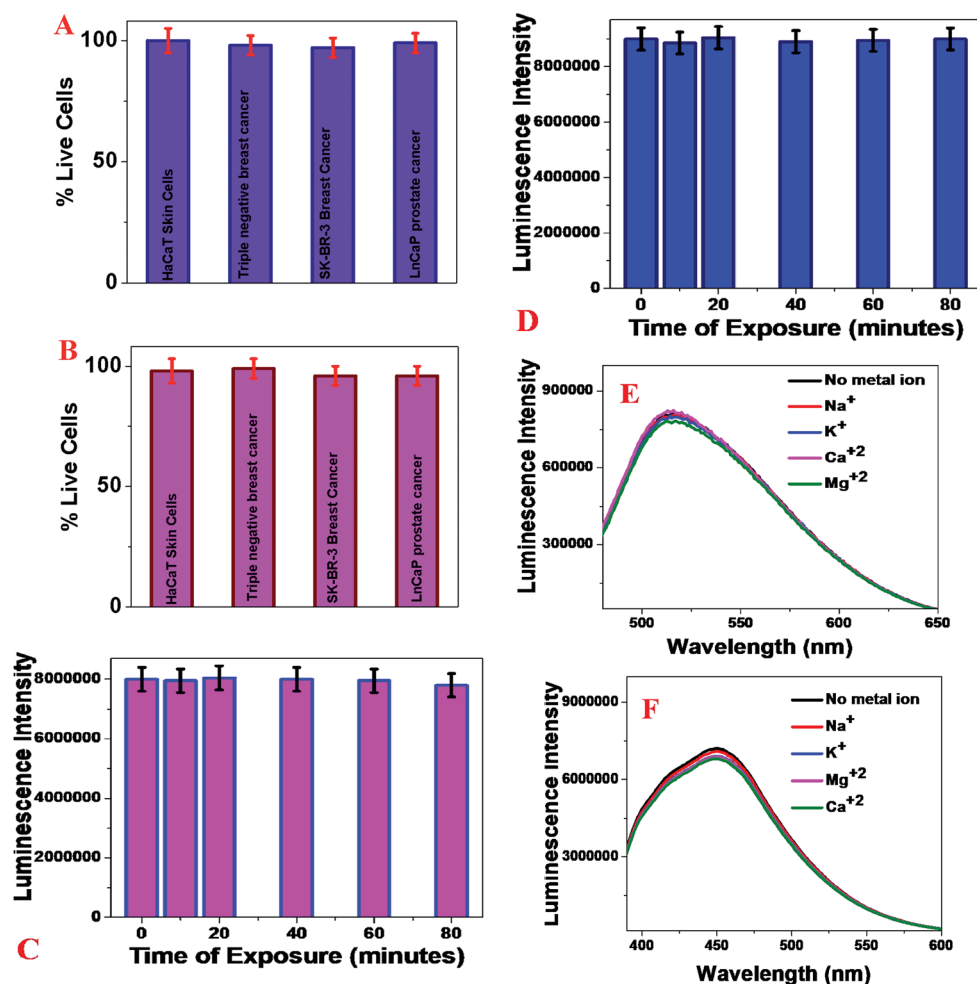 A
% Live Cells
100
50
0
HaCaT Skin Cells
Triple negative breast cancer
SK-BR-3 Breast Cancer
LnCaP prostate cancer
B
% Live Cells
100
50
0
HaCaT Skin Cells
Triple negative breast cancer
SK-BR-3 Breast Cancer
LnCaP prostate cancer
C
Luminescence Intensity
8000000
6000000
4000000
2000000
0
0 20 40 60 80
Time of Exposure (minutes)
D
Luminescence Intensity
8000000
6000000
4000000
2000000
0
0 20 40 60 80
Time of Exposure (minutes)
E
Luminescence Intensity
900000
600000
300000
No metal ion
Na+
K+
Ca+2
Mg+2
500 550 600 650
Wavelength (nm)
F
Luminescence Intensity
9000000
6000000
3000000
No metal ion
Na+
K+
Mg+2
Ca+2
400 450 500 550 600
Wavelength (nm)